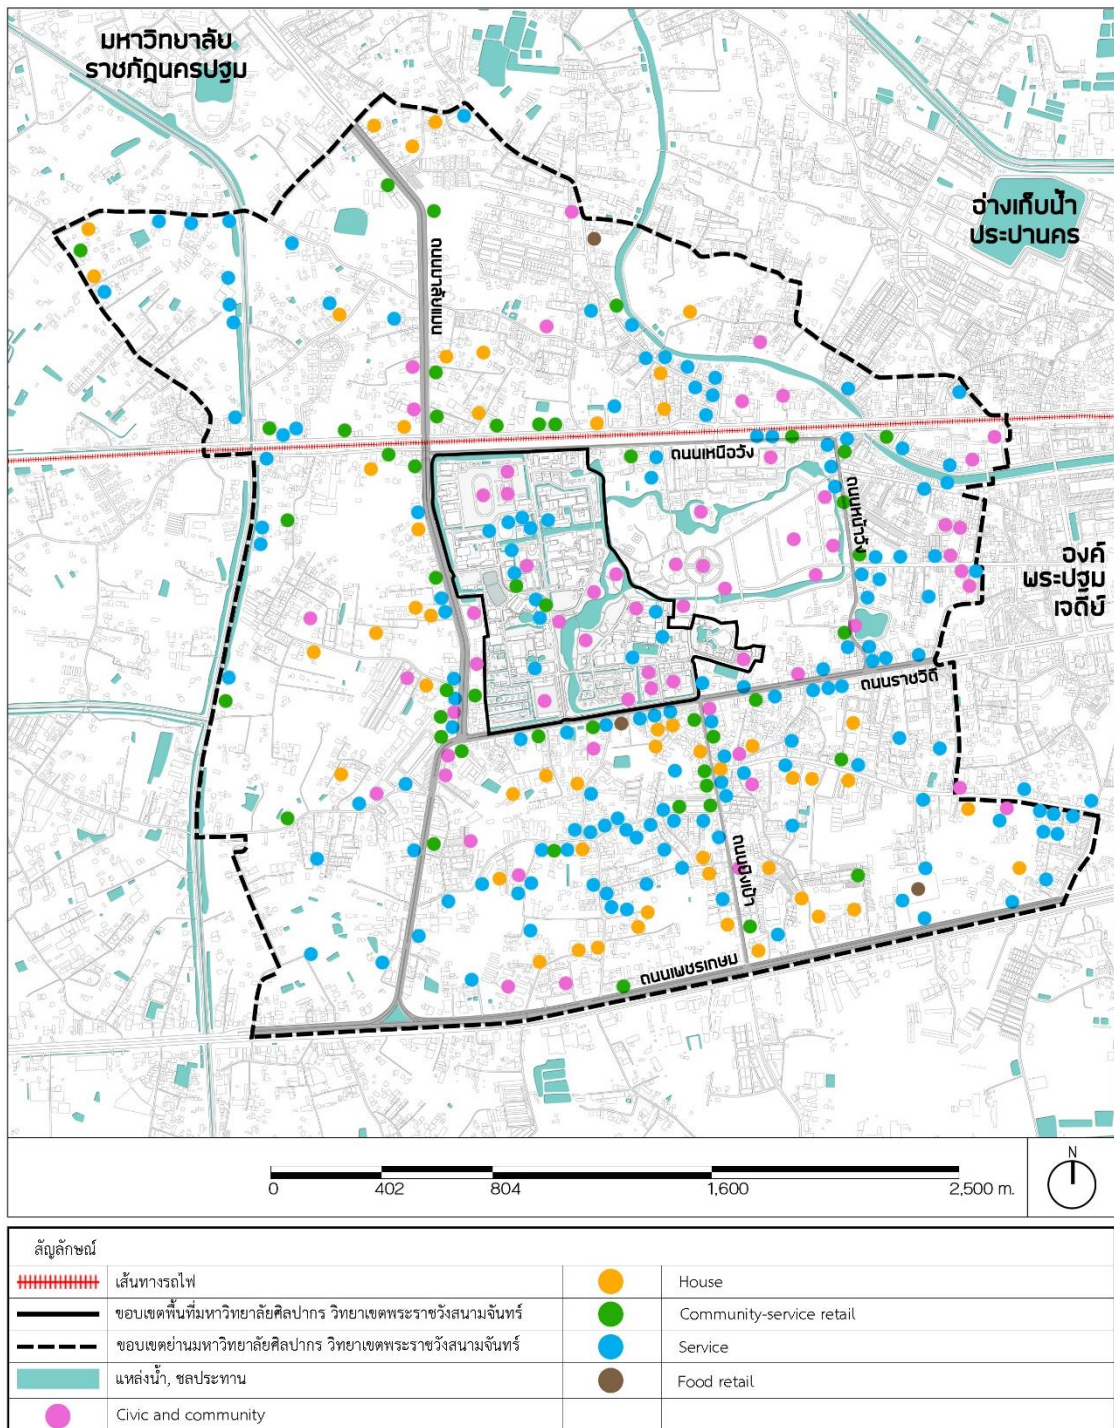 มหาวิทยาลัย
ราชภัฏนครปฐม
อ่างเก็บน้ำ
ประปานคร
ถนนมาลัยแมน
ถนนเหนือวัง
ถนนหน้าวัง
องค์
พระปฐม
เจดีย์
ถนนราชวิถี
ถนนยิงเป้า
ถนนเพชรเกษม
N
0 402 804 1,600 2,500 m.
สัญลักษณ์
เส้นทางรถไฟ
House
ขอบเขตพื้นที่มหาวิทยาลัยศิลปากร วิทยาเขตพระราชวังสนามจันทร์
Community-service retail
ขอบเขตย่านมหาวิทยาลัยศิลปากร วิทยาเขตพระราชวังสนามจันทร์
Service
แหล่งน้ำ, ชลประทาน
Food retail
Civic and community